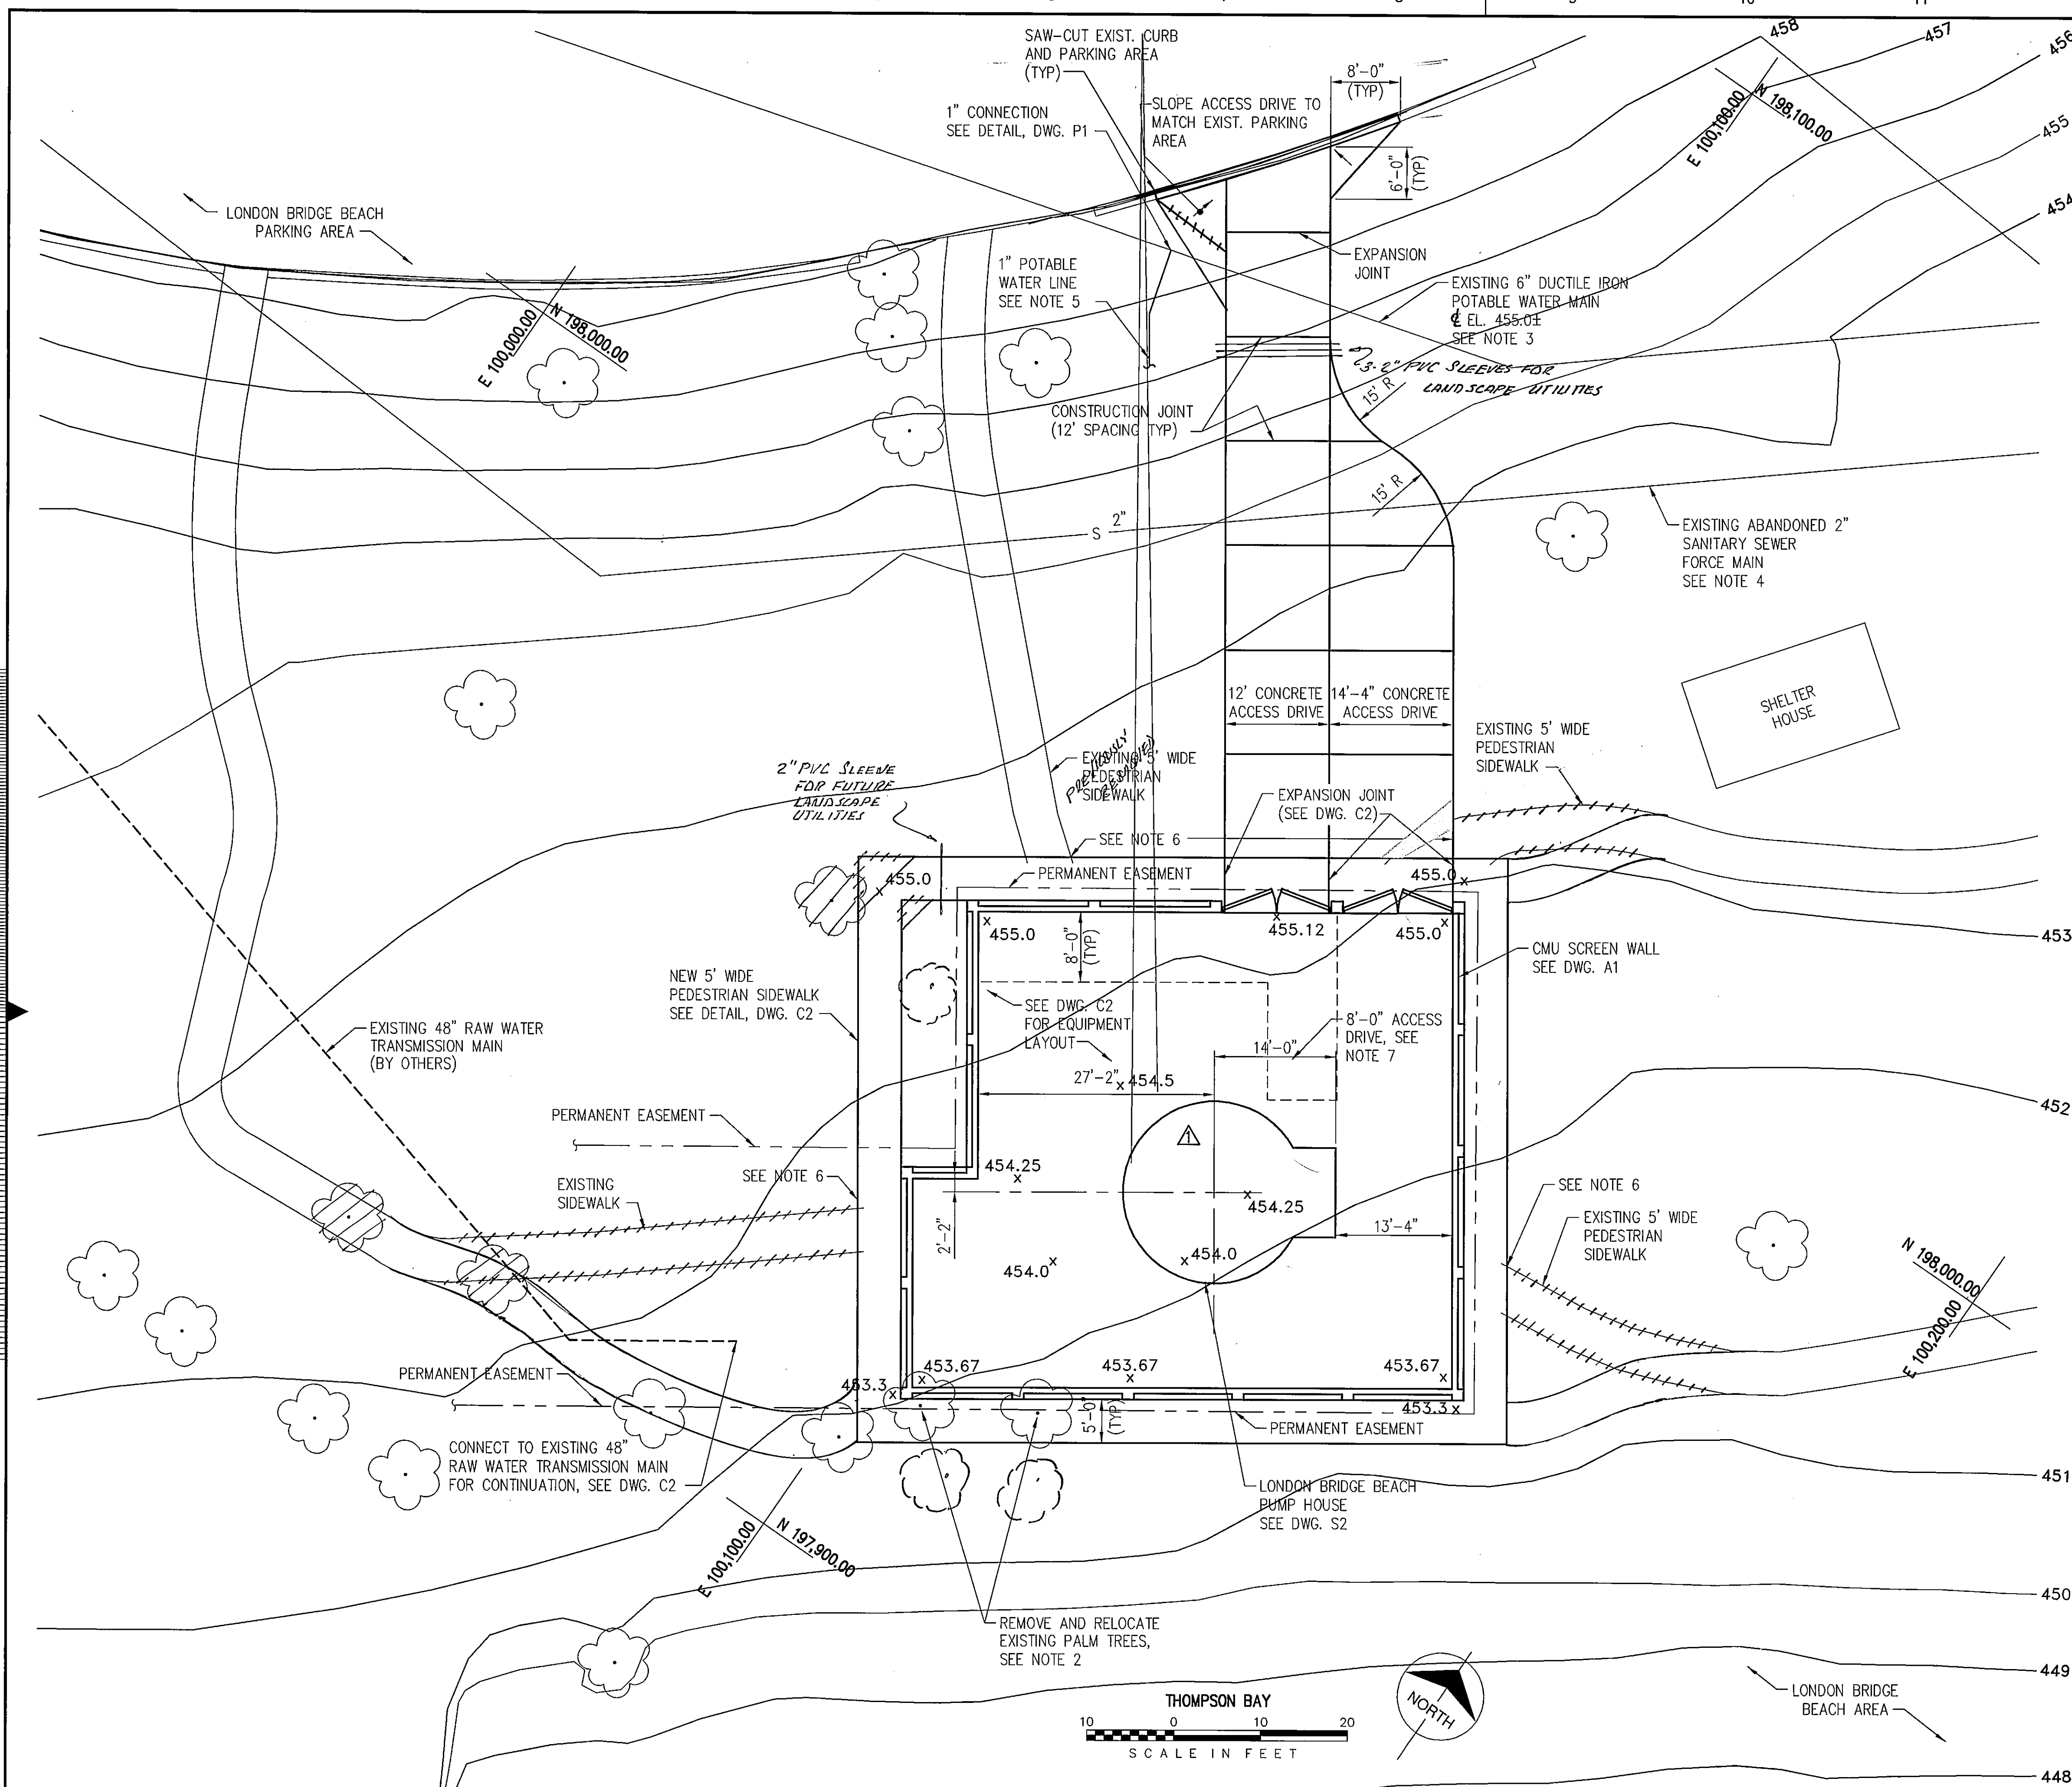 SAW-CUT EXIST. CURB
AND PARKING AREA
(TYP)
1" CONNECTION
SEE DETAIL, DWG. P1
SLOPE ACCESS DRIVE TO
MATCH EXIST. PARKING
AREA
8'-0"
(TYP)
6'-0"
(TYP)
458
457
456
455
454
E 100,100.00
N 198,100.00
LONDON BRIDGE BEACH
PARKING AREA
E 100,000.00
N 198,000.00
1" POTABLE
WATER LINE
SEE NOTE 5
EXPANSION
JOINT
EXISTING 6" DUCTILE IRON
POTABLE WATER MAIN
℄ EL. 455.0±
SEE NOTE 3
3-2" PVC SLEEVES FOR
LANDSCAPE UTILITIES
15' R
CONSTRUCTION JOINT
(12' SPACING TYP)
15' R
S 2"
EXISTING ABANDONED 2"
SANITARY SEWER
FORCE MAIN
SEE NOTE 4
SHELTER
HOUSE
12' CONCRETE
ACCESS DRIVE
14'-4" CONCRETE
ACCESS DRIVE
EXISTING 5' WIDE
PEDESTRIAN
SIDEWALK
EXISTING 5' WIDE
PEDESTRIAN
SIDEWALK
PREVIOUSLY
REMOVED
2" PVC SLEEVE
FOR FUTURE
LANDSCAPE
UTILITIES
EXPANSION JOINT
(SEE DWG. C2)
SEE NOTE 6
PERMANENT EASEMENT
455.0
455.0
455.0
455.12
455.0
8'-0"
(TYP)
453
CMU SCREEN WALL
SEE DWG. A1
NEW 5' WIDE
PEDESTRIAN SIDEWALK
SEE DETAIL, DWG. C2
SEE DWG. C2
FOR EQUIPMENT
LAYOUT
8'-0" ACCESS
DRIVE, SEE
NOTE 7
14'-0"
EXISTING 48" RAW WATER
TRANSMISSION MAIN
(BY OTHERS)
27'-2"
454.5
452
PERMANENT EASEMENT
1
454.25
SEE NOTE 6
EXISTING
SIDEWALK
454.25
2'-2"
13'-4"
SEE NOTE 6
EXISTING 5' WIDE
PEDESTRIAN
SIDEWALK
454.0
454.0
N 198,000.00
E 100,200.00
453.67
453.67
453.67
PERMANENT EASEMENT
453.3
453.3
5'-0"
(TYP)
PERMANENT EASEMENT
CONNECT TO EXISTING 48"
RAW WATER TRANSMISSION MAIN
FOR CONTINUATION, SEE DWG. C2
451
LONDON BRIDGE BEACH
PUMP HOUSE
SEE DWG. S2
E 100,100.00
N 197,900.00
450
REMOVE AND RELOCATE
EXISTING PALM TREES,
SEE NOTE 2
449
THOMPSON BAY
10 0 10 20
SCALE IN FEET
NORTH
LONDON BRIDGE
BEACH AREA
448